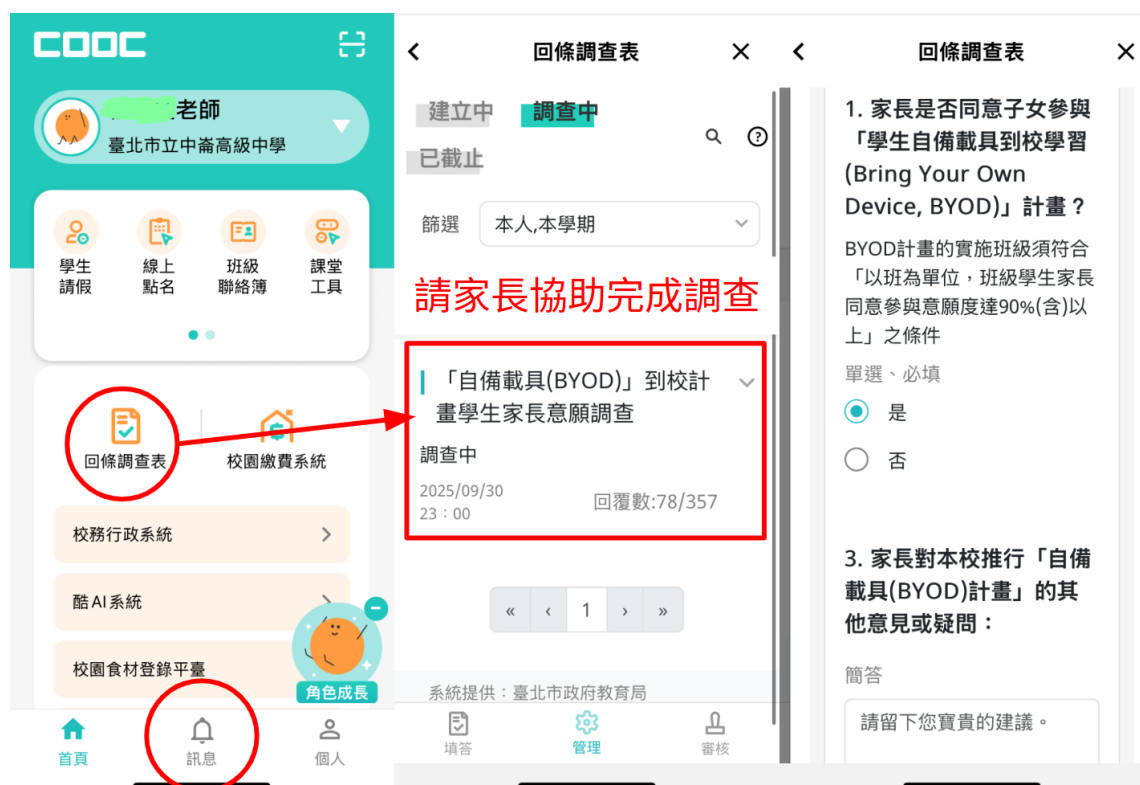 COOC
老師
臺北市立中崙高級中學
學生
請假
線上
點名
班級
聯絡簿
課堂
工具
回條調查表
校園繳費系統
校務行政系統
酷AI系統
校園食材登錄平臺
角色成長
首頁
訊息
個人
回條調查表
建立中
調查中
已截止
篩選
本人,本學期
請家長協助完成調查
「自備載具(BYOD)」到校計
畫學生家長意願調查
調查中
2025/09/30
23:00
回覆數:78/357
« ‹ 1 › »
系統提供：臺北市政府教育局
填答
管理
審核
回條調查表
1. 家長是否同意子女參與
「學生自備載具到校學習
(Bring Your Own
Device, BYOD)」計畫？
BYOD計畫的實施班級須符合
「以班為單位，班級學生家長
同意參與意願度達90%(含)以
上」之條件
單選、必填
是
否
3. 家長對本校推行「自備
載具(BYOD)計畫」的其
他意見或疑問：
簡答
請留下您寶貴的建議。